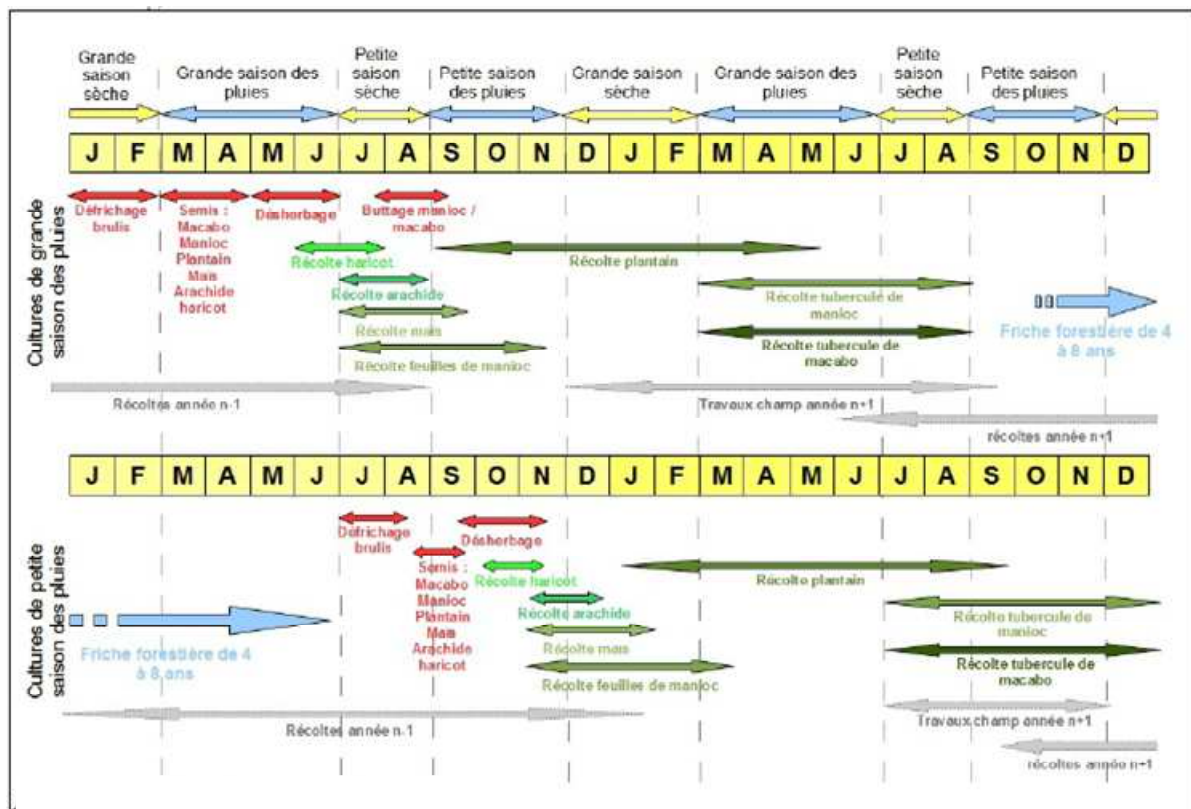 Grande
saison
sèche
Grande saison des
pluies
Petite
saison
sèche
Petite saison
des pluies
Grande saison
sèche
Grande saison des
pluies
Petite
saison
sèche
Petite saison
des pluies
J F M A M J J A S O N D J F M A M J J A S O N D
Cultures de grande
saison des pluies
Défrichage
brulis
Semis :
Macabo
Manioc
Plantain
Mais
Arachide
haricot
Désherbage
Buttage manioc /
macabo
Récolte haricot
Récolte plantain
Récolte arachide
Récolte tubercule de
manioc
Récolte mais
Récolte tubercule de
macabo
Récolte feuilles de manioc
Friche forestière de 4
à 8 ans
Récoltes année n-1
Travaux champ année n+1
récoltes année n+1
J F M A M J J A S O N D J F M A M J J A S O N D
Cultures de petite
saison des pluies
Défrichage
brulis
Désherbage
Semis :
Macabo
Manioc
Plantain
Mais
Arachide
haricot
Récolte haricot
Récolte plantain
Récolte arachide
Récolte tubercule de
manioc
Récolte mais
Récolte tubercule de
macabo
Récolte feuilles de manioc
Friche forestière de 4
à 8 ans
Récoltes année n-1
Travaux champ année n+1
récoltes année n+1